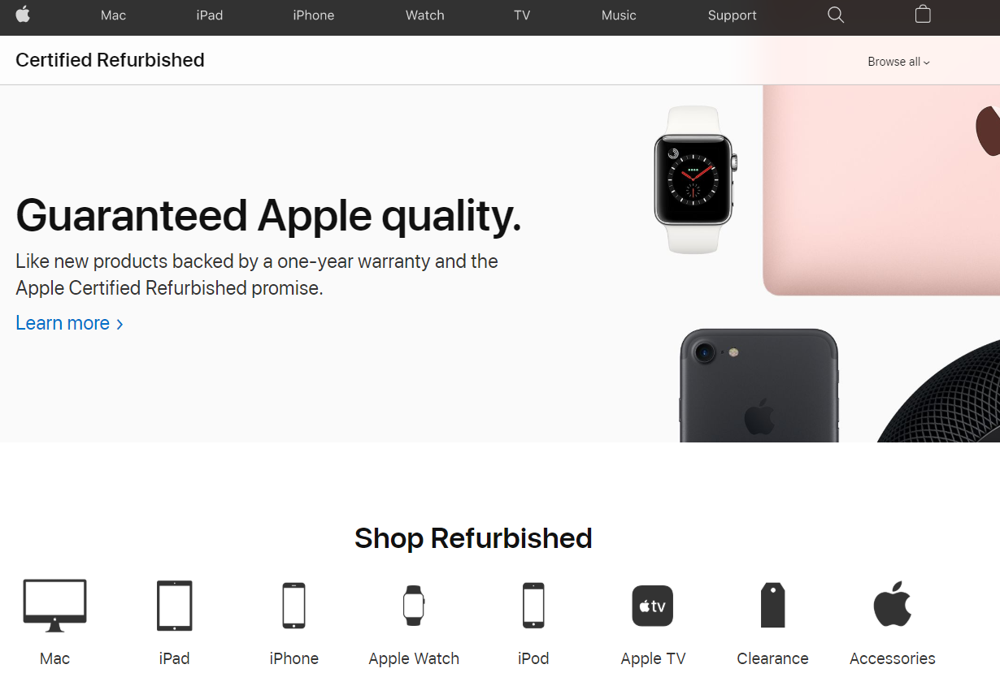 Mac iPad iPhone Watch TV Music Support
Certified Refurbished
Browse all
Guaranteed Apple quality.
Like new products backed by a one-year warranty and the
Apple Certified Refurbished promise.
Learn more
Shop Refurbished
tv
Mac iPad iPhone Apple Watch iPod Apple TV Clearance Accessories